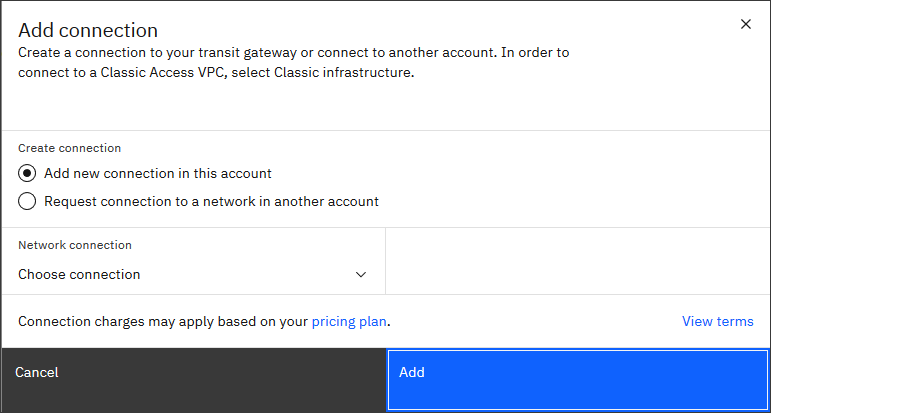 Add connection
Create a connection to your transit gateway or connect to another account. In order to
connect to a Classic Access VPC, select Classic infrastructure.
Create connection
Add new connection in this account
Request connection to a network in another account
Network connection
Choose connection
Connection charges may apply based on your pricing plan.
View terms
Cancel
Add